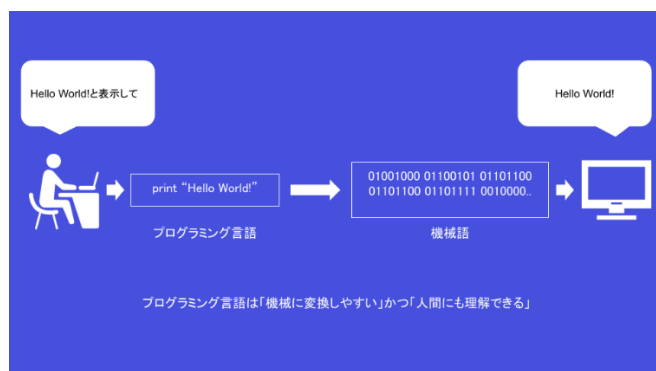 Hello World!と表示して
Hello World!
print “Hello World!”
01001000 01100101 01101100
01101100 01101111 0010000..
プログラミング言語
機械語
プログラミング言語は「機械に変換しやすい」かつ「人間にも理解できる」